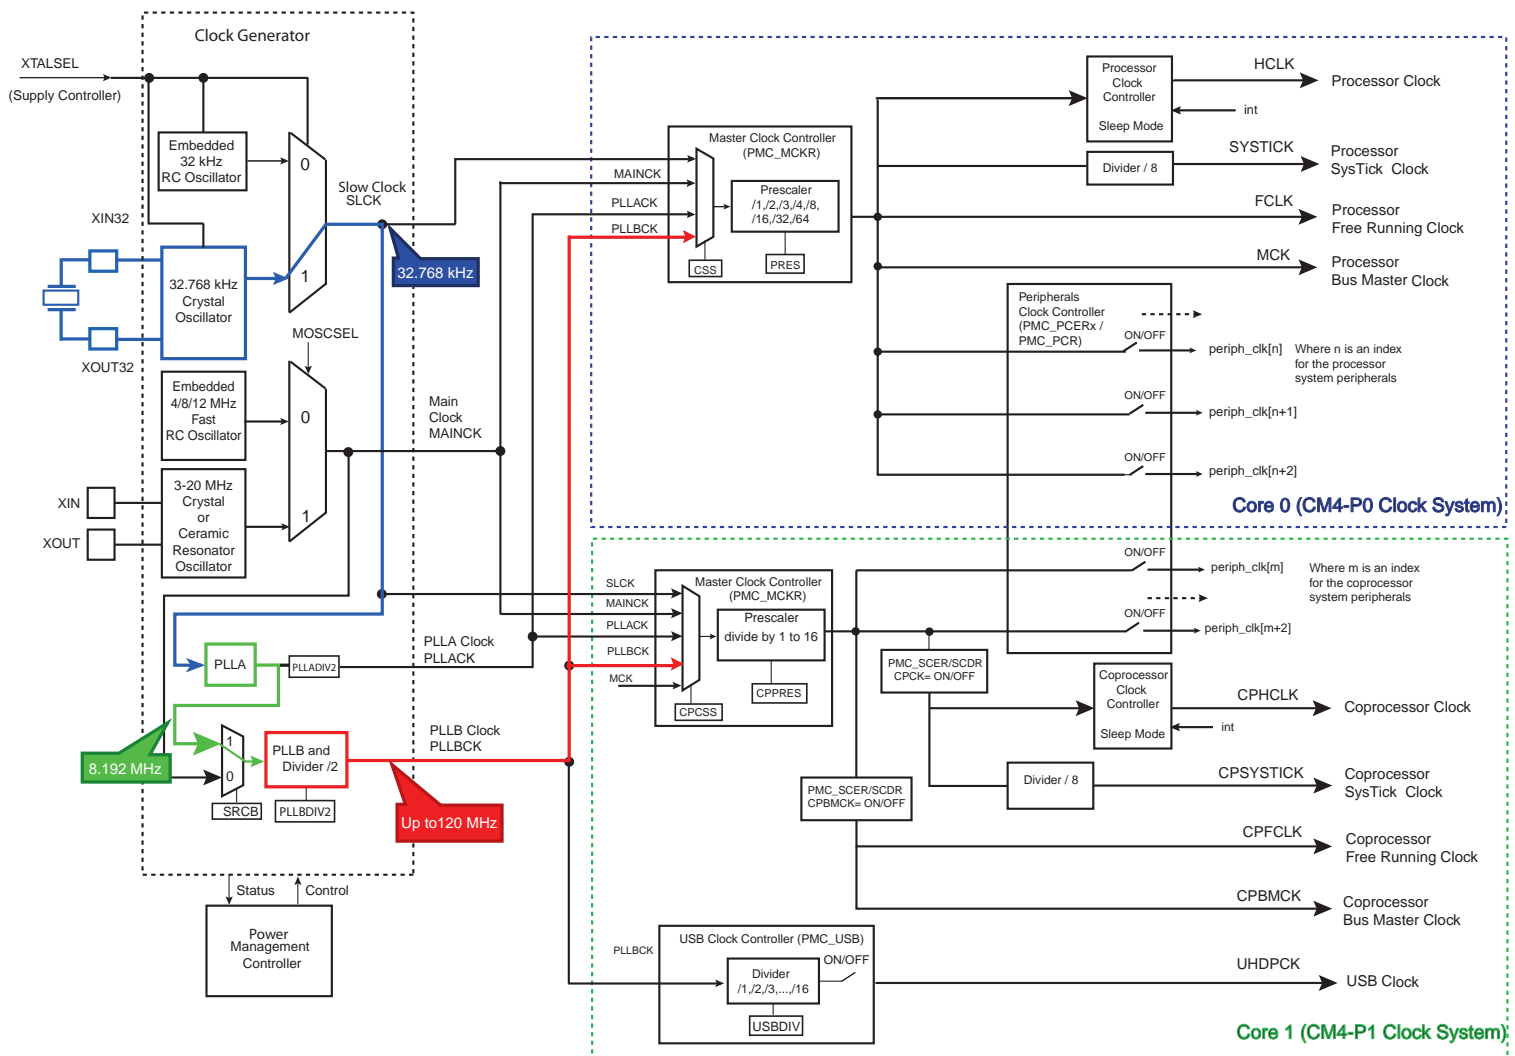 Clock Generator
XTALSEL
(Supply Controller)
Embedded
32 kHz
RC Oscillator
0
Slow Clock
SLCK
XIN32
32.768 kHz
Crystal
Oscillator
1
32.768 kHz
XOUT32
MOSCSEL
Embedded
4/8/12 MHz
Fast
RC Oscillator
0
Main
Clock
MAINCK
XIN
XOUT
3-20 MHz
Crystal
or
Ceramic
Resonator
Oscillator
1
PLLA
PLLADIV2
PLLA Clock
PLLACK
8.192 MHz
1
0
SRCB
PLLB and
Divider /2
PLLBDIV2
PLLB Clock
PLLBCK
Up to120 MHz
Status
Control
Power
Management
Controller
Master Clock Controller
(PMC_MCKR)
MAINCK
PLLACK
PLLBCK
Prescaler
/1,/2,/3,/4,/8,
/16,/32,/64
CSS
PRES
Processor
Clock
Controller
Sleep Mode
HCLK
Processor Clock
int
Divider / 8
SYSTICK
Processor
SysTick Clock
FCLK
Processor
Free Running Clock
MCK
Processor
Bus Master Clock
Peripherals
Clock Controller
(PMC_PCERx /
PMC_PCR)
ON/OFF
periph_clk[n]
Where n is an index
for the processor
system peripherals
ON/OFF
periph_clk[n+1]
ON/OFF
periph_clk[n+2]
Core 0 (CM4-P0 Clock System)
SLCK
MAINCK
PLLACK
PLLBCK
MCK
Master Clock Controller
(PMC_MCKR)
Prescaler
divide by 1 to 16
CPPRES
CPCSS
ON/OFF
periph_clk[m]
Where m is an index
for the coprocessor
system peripherals
ON/OFF
periph_clk[m+2]
PMC_SCER/SCDR
CPCK= ON/OFF
Coprocessor
Clock
Controller
Sleep Mode
CPHCLK
Coprocessor Clock
int
PMC_SCER/SCDR
CPBMCK= ON/OFF
Divider / 8
CPSYSTICK
Coprocessor
SysTick Clock
CPFCLK
Coprocessor
Free Running Clock
CPBMCK
Coprocessor
Bus Master Clock
PLLBCK
USB Clock Controller (PMC_USB)
Divider
/1,/2,/3,...,/16
ON/OFF
USBDIV
UHDPCK
USB Clock
Core 1 (CM4-P1 Clock System)